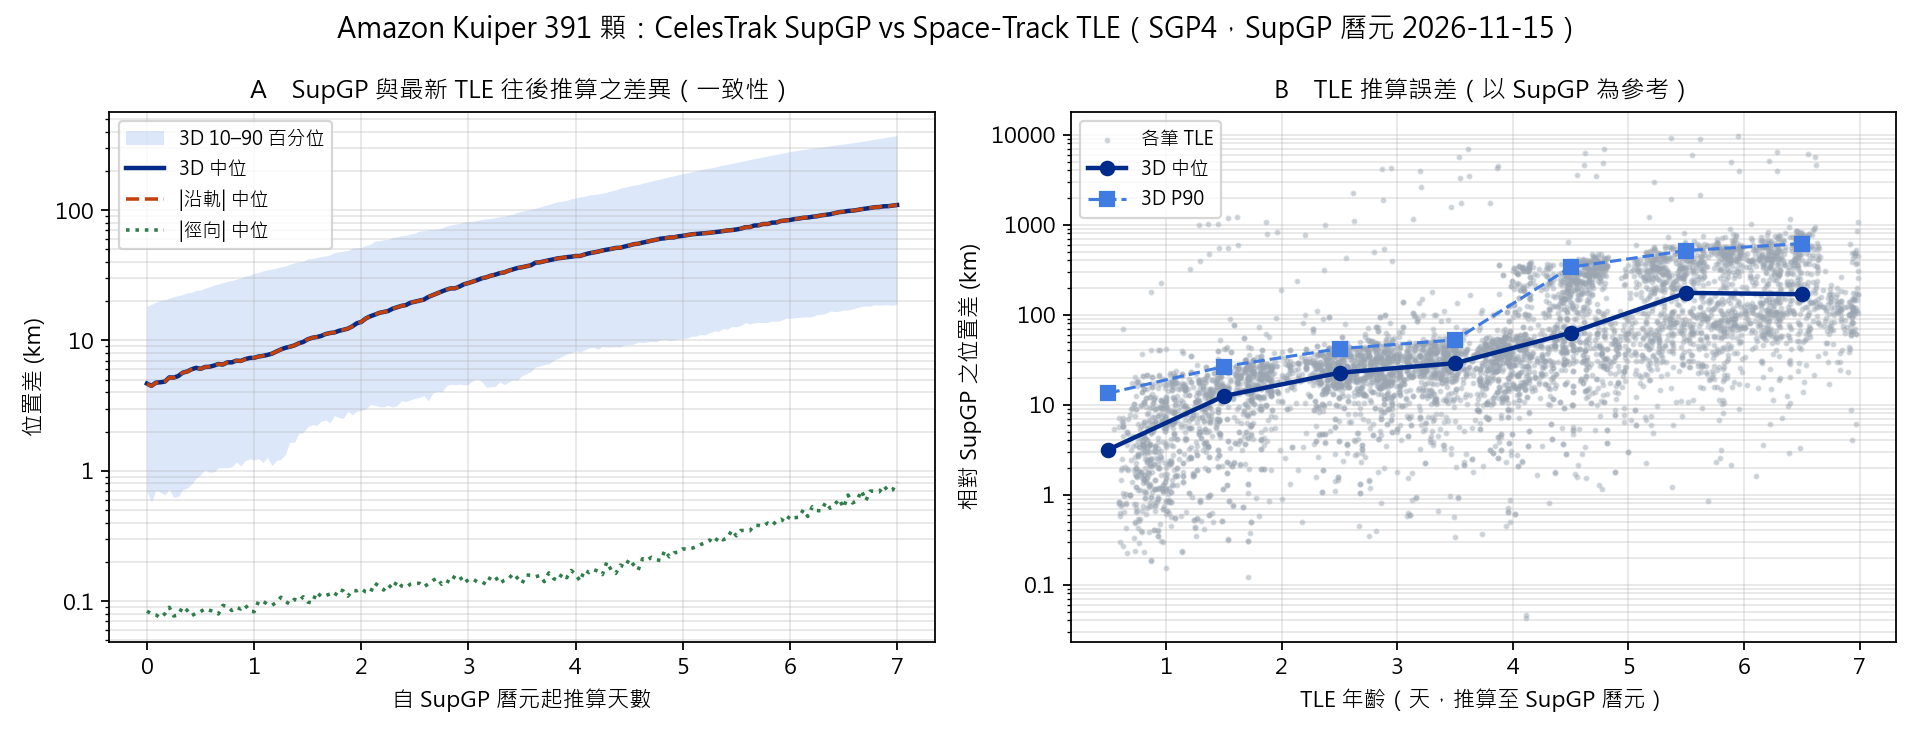 Amazon Kuiper 391 顆：CelesTrak SupGP vs Space-Track TLE（SGP4，SupGP 曆元 2026-11-15）
A　SupGP 與最新 TLE 往後推算之差異（一致性）
3D 10–90 百分位
3D 中位
|沿軌| 中位
|徑向| 中位
100
10
1
0.1
位置差 (km)
0 1 2 3 4 5 6 7
自 SupGP 曆元起推算天數
B　TLE 推算誤差（以 SupGP 為參考）
各筆 TLE
3D 中位
3D P90
10000
1000
100
10
1
0.1
相對 SupGP 之位置差 (km)
1 2 3 4 5 6 7
TLE 年齡（天，推算至 SupGP 曆元）